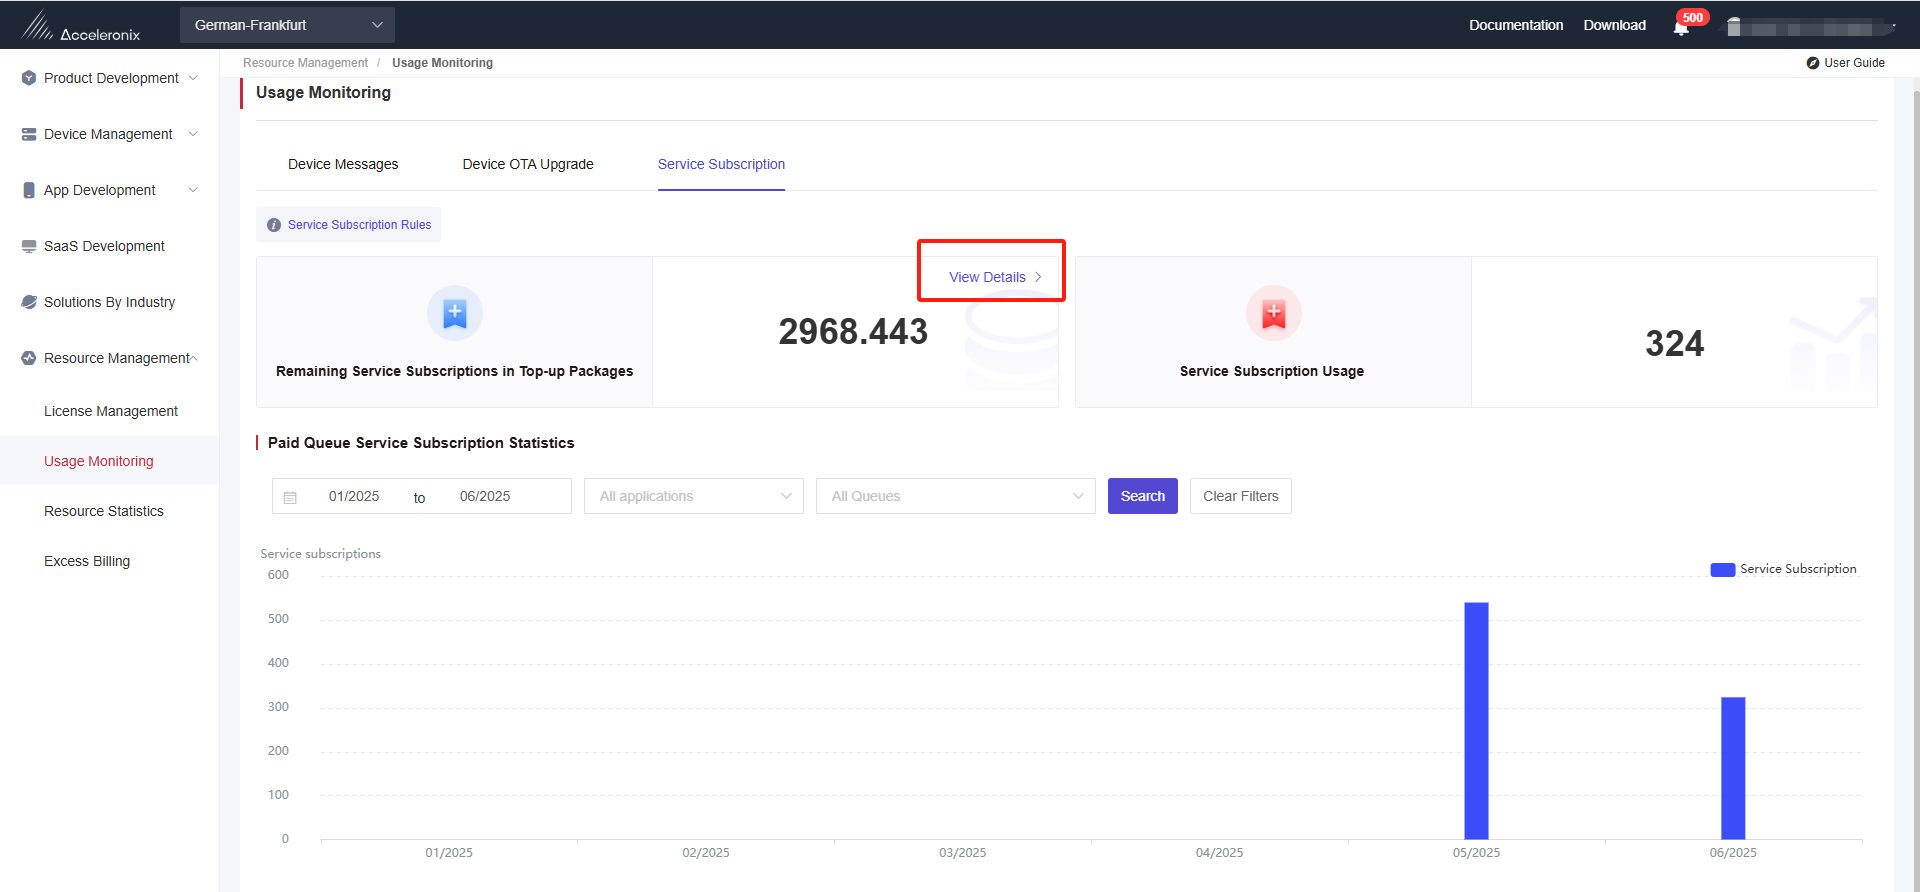 Acceleronix
German-Frankfurt
Documentation
Download
500
Product Development
Device Management
App Development
SaaS Development
Solutions By Industry
Resource Management
License Management
Usage Monitoring
Resource Statistics
Excess Billing
Resource Management / Usage Monitoring
User Guide
Usage Monitoring
Device Messages
Device OTA Upgrade
Service Subscription
Service Subscription Rules
View Details
2968.443
Remaining Service Subscriptions in Top-up Packages
324
Service Subscription Usage
Paid Queue Service Subscription Statistics
01/2025 to 06/2025
All applications
All Queues
Search
Clear Filters
Service subscriptions
Service Subscription
600
500
400
300
200
100
0
01/2025
02/2025
03/2025
04/2025
05/2025
06/2025